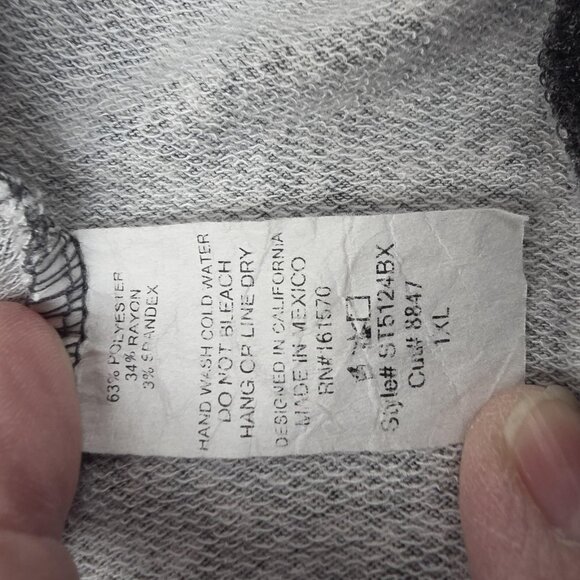 63% POLYESTER
34% RAYON
3% SPANDEX
HAND WASH COLD WATER
DO NOT BLEACH
HANG OR LINE DRY
DESIGNED IN CALIFORNIA
MADE IN MEXICO
RN# 161570
Style# ST5124BX
Cut# 8847
1XL